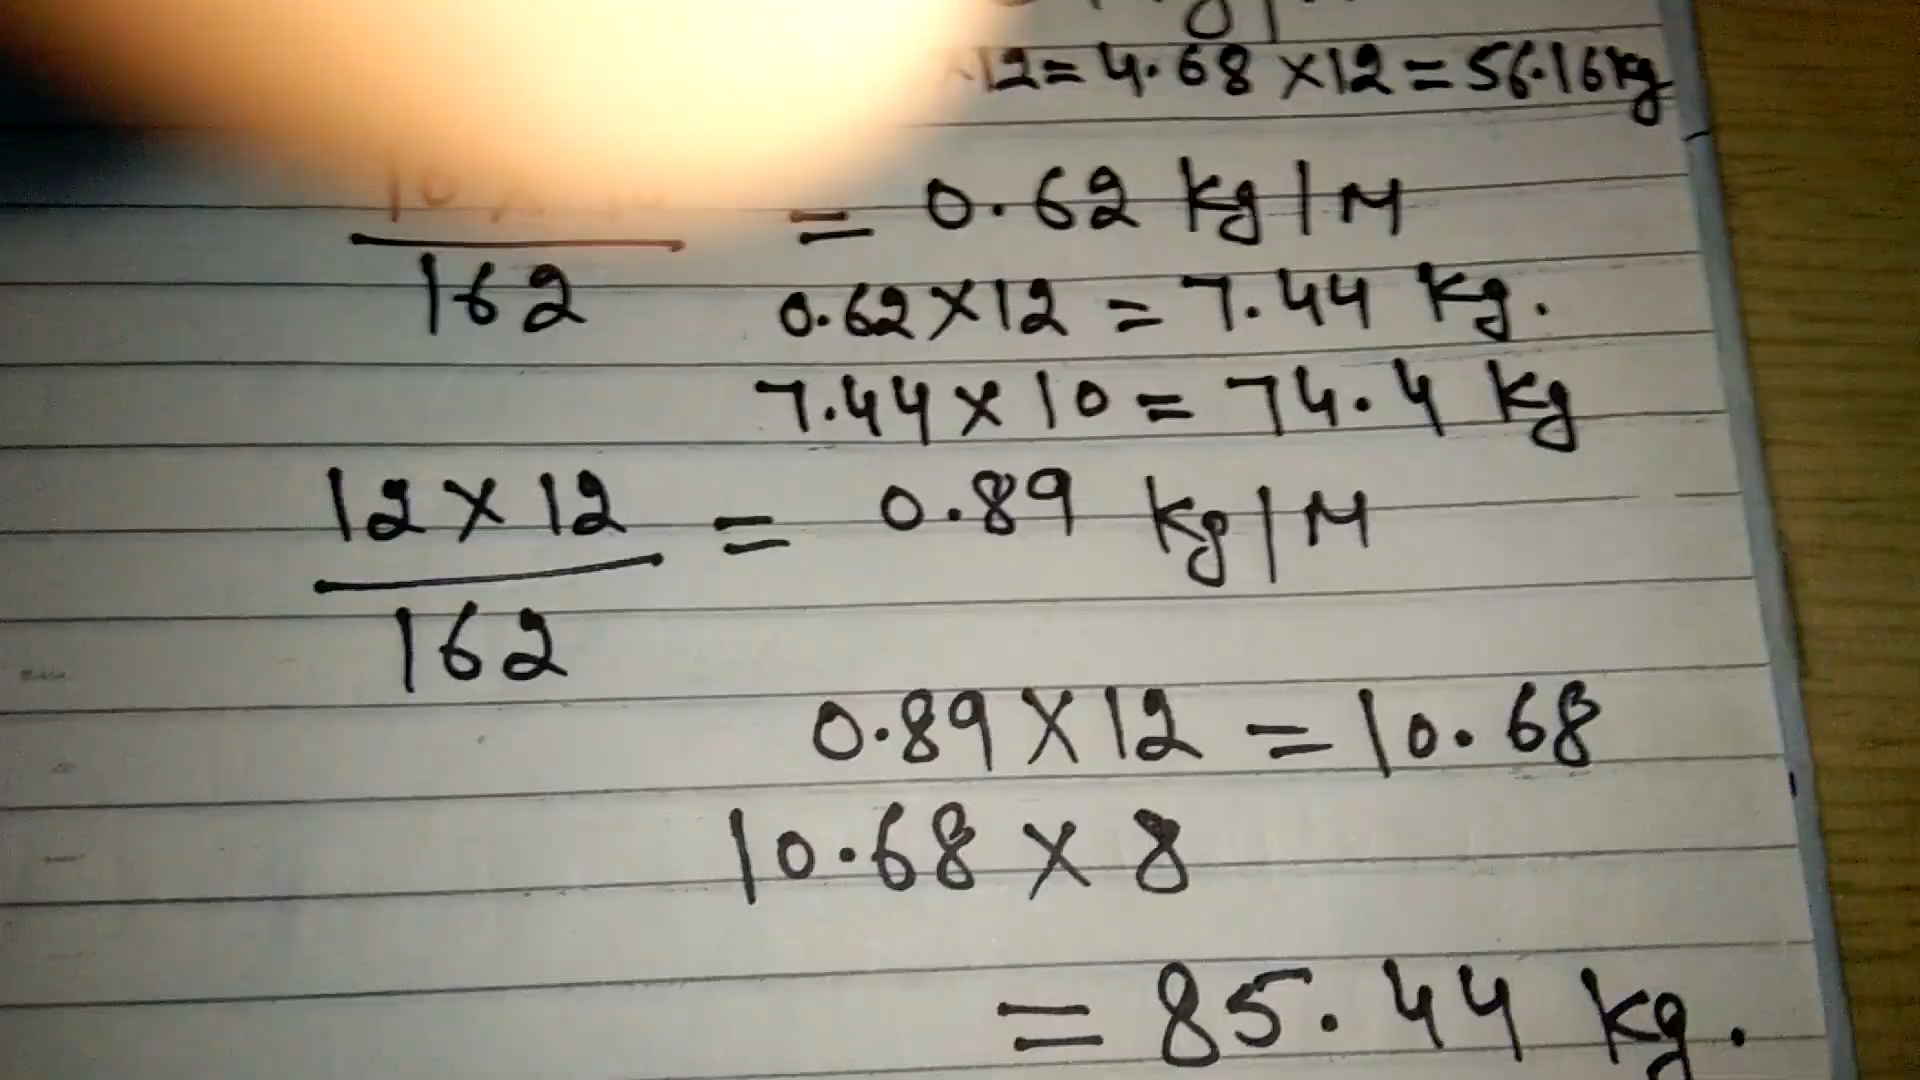 12=4.68×12=56.16kg
= 0.62 kg/M
162
0.62×12 = 7.44 kg.
7.44×10 = 74.4 kg
12×12 = 0.89 kg/M
162
0.89×12 = 10.68
10.68×8
= 85.44 kg.